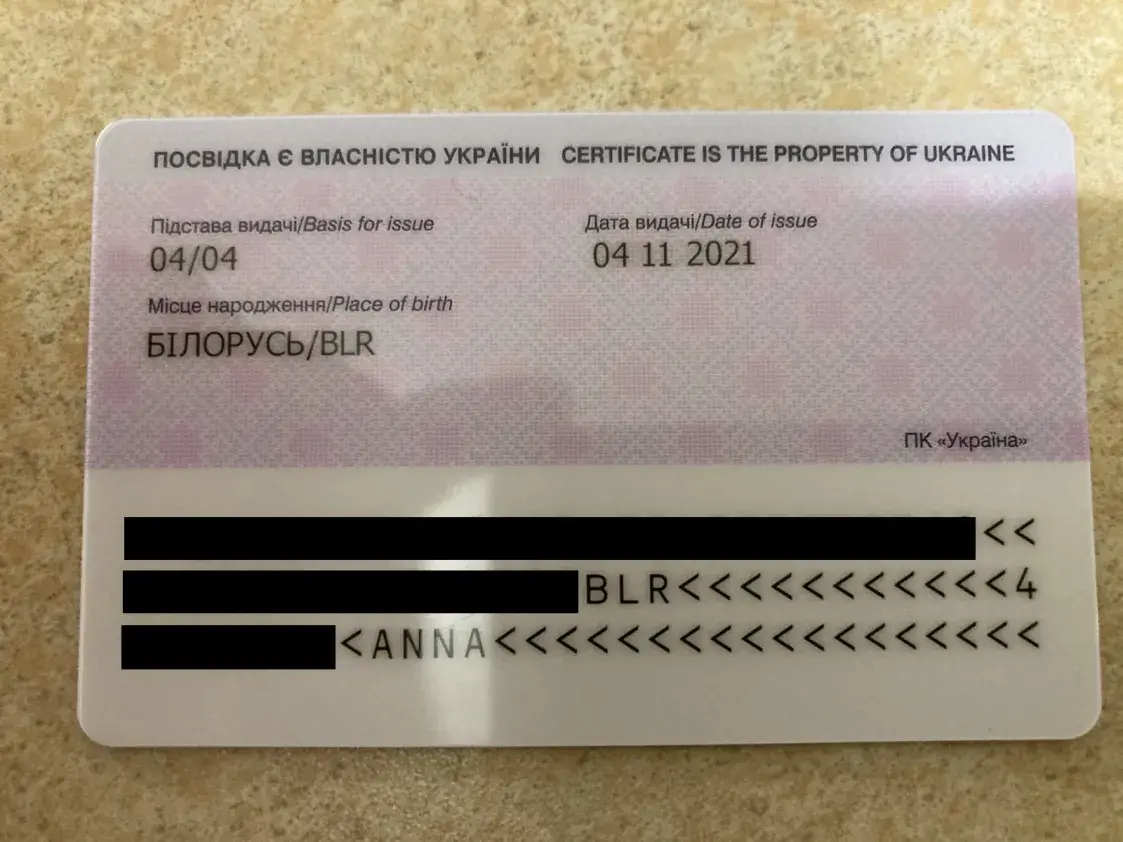 ПОСВІДКА Є ВЛАСНІСТЮ УКРАЇНИ CERTIFICATE IS THE PROPERTY OF UKRAINE
Підстава видачі/Basis for issue Дата видачі/Date of issue
04/04 04 11 2021
Місце народження/Place of birth
БІЛОРУСЬ/BLR
ПК «Україна»
<<
BLR<<<<<<<<<<<4
<ANNA<<<<<<<<<<<<<<<<<<